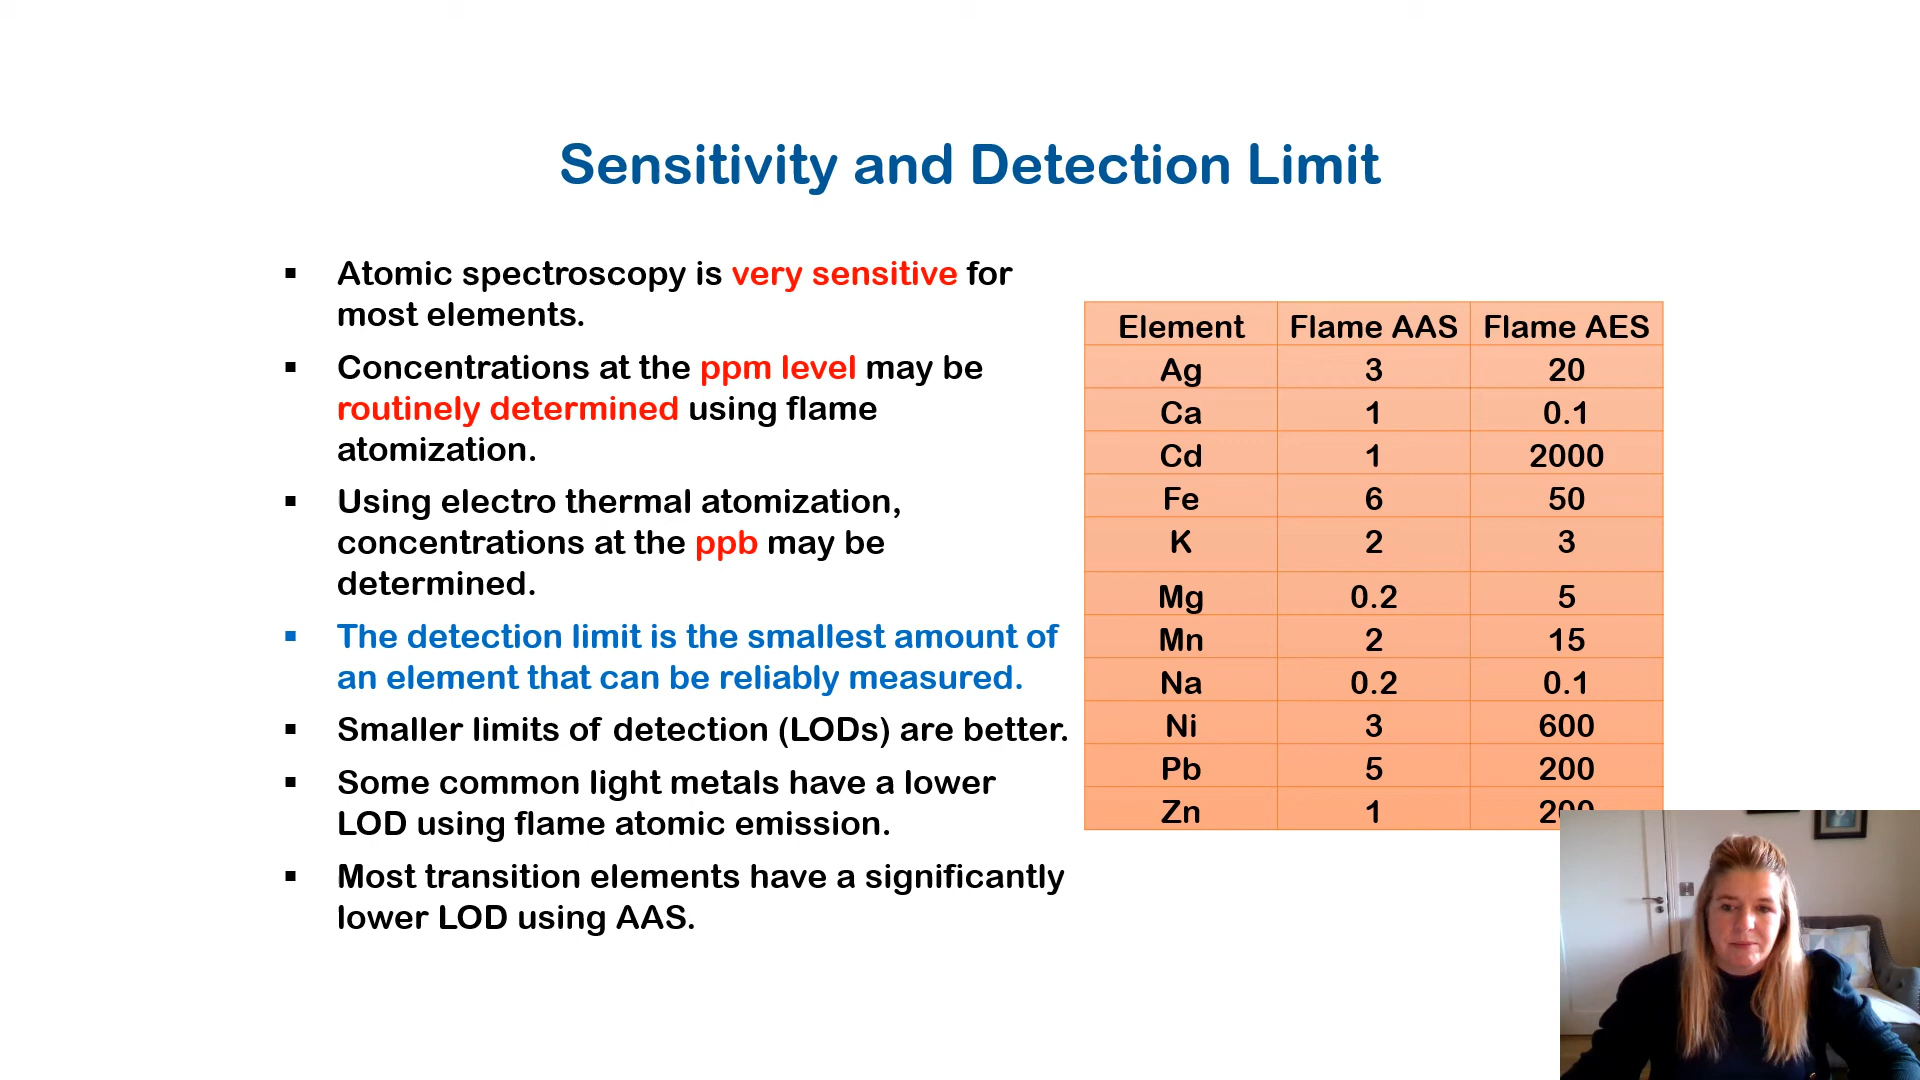 Sensitivity and Detection Limit
▪ Atomic spectroscopy is very sensitive for
most elements.
▪ Concentrations at the ppm level may be
routinely determined using flame
atomization.
▪ Using electro thermal atomization,
concentrations at the ppb may be
determined.
▪ The detection limit is the smallest amount of
an element that can be reliably measured.
▪ Smaller limits of detection (LODs) are better.
▪ Some common light metals have a lower
LOD using flame atomic emission.
▪ Most transition elements have a significantly
lower LOD using AAS.
Element Flame AAS Flame AES
Ag 3 20
Ca 1 0.1
Cd 1 2000
Fe 6 50
K 2 3
Mg 0.2 5
Mn 2 15
Na 0.2 0.1
Ni 3 600
Pb 5 200
Zn 1 200